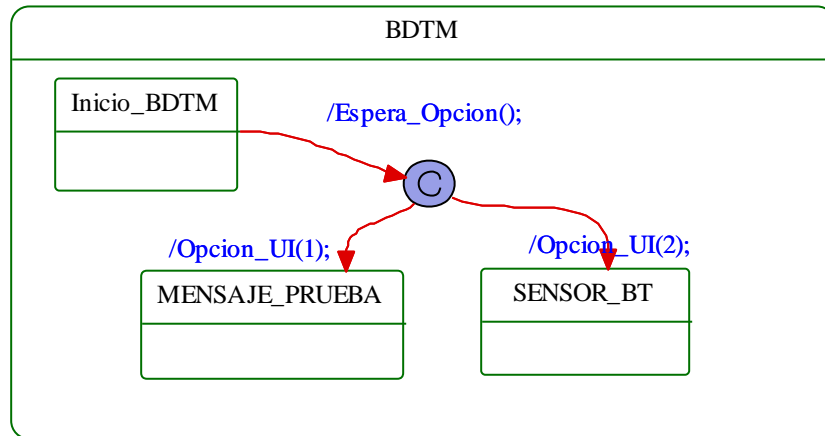 BDTM
Inicio_BDTM
/Espera_Opcion();
C
/Opcion_UI(1);
/Opcion_UI(2);
MENSAJE_PRUEBA
SENSOR_BT